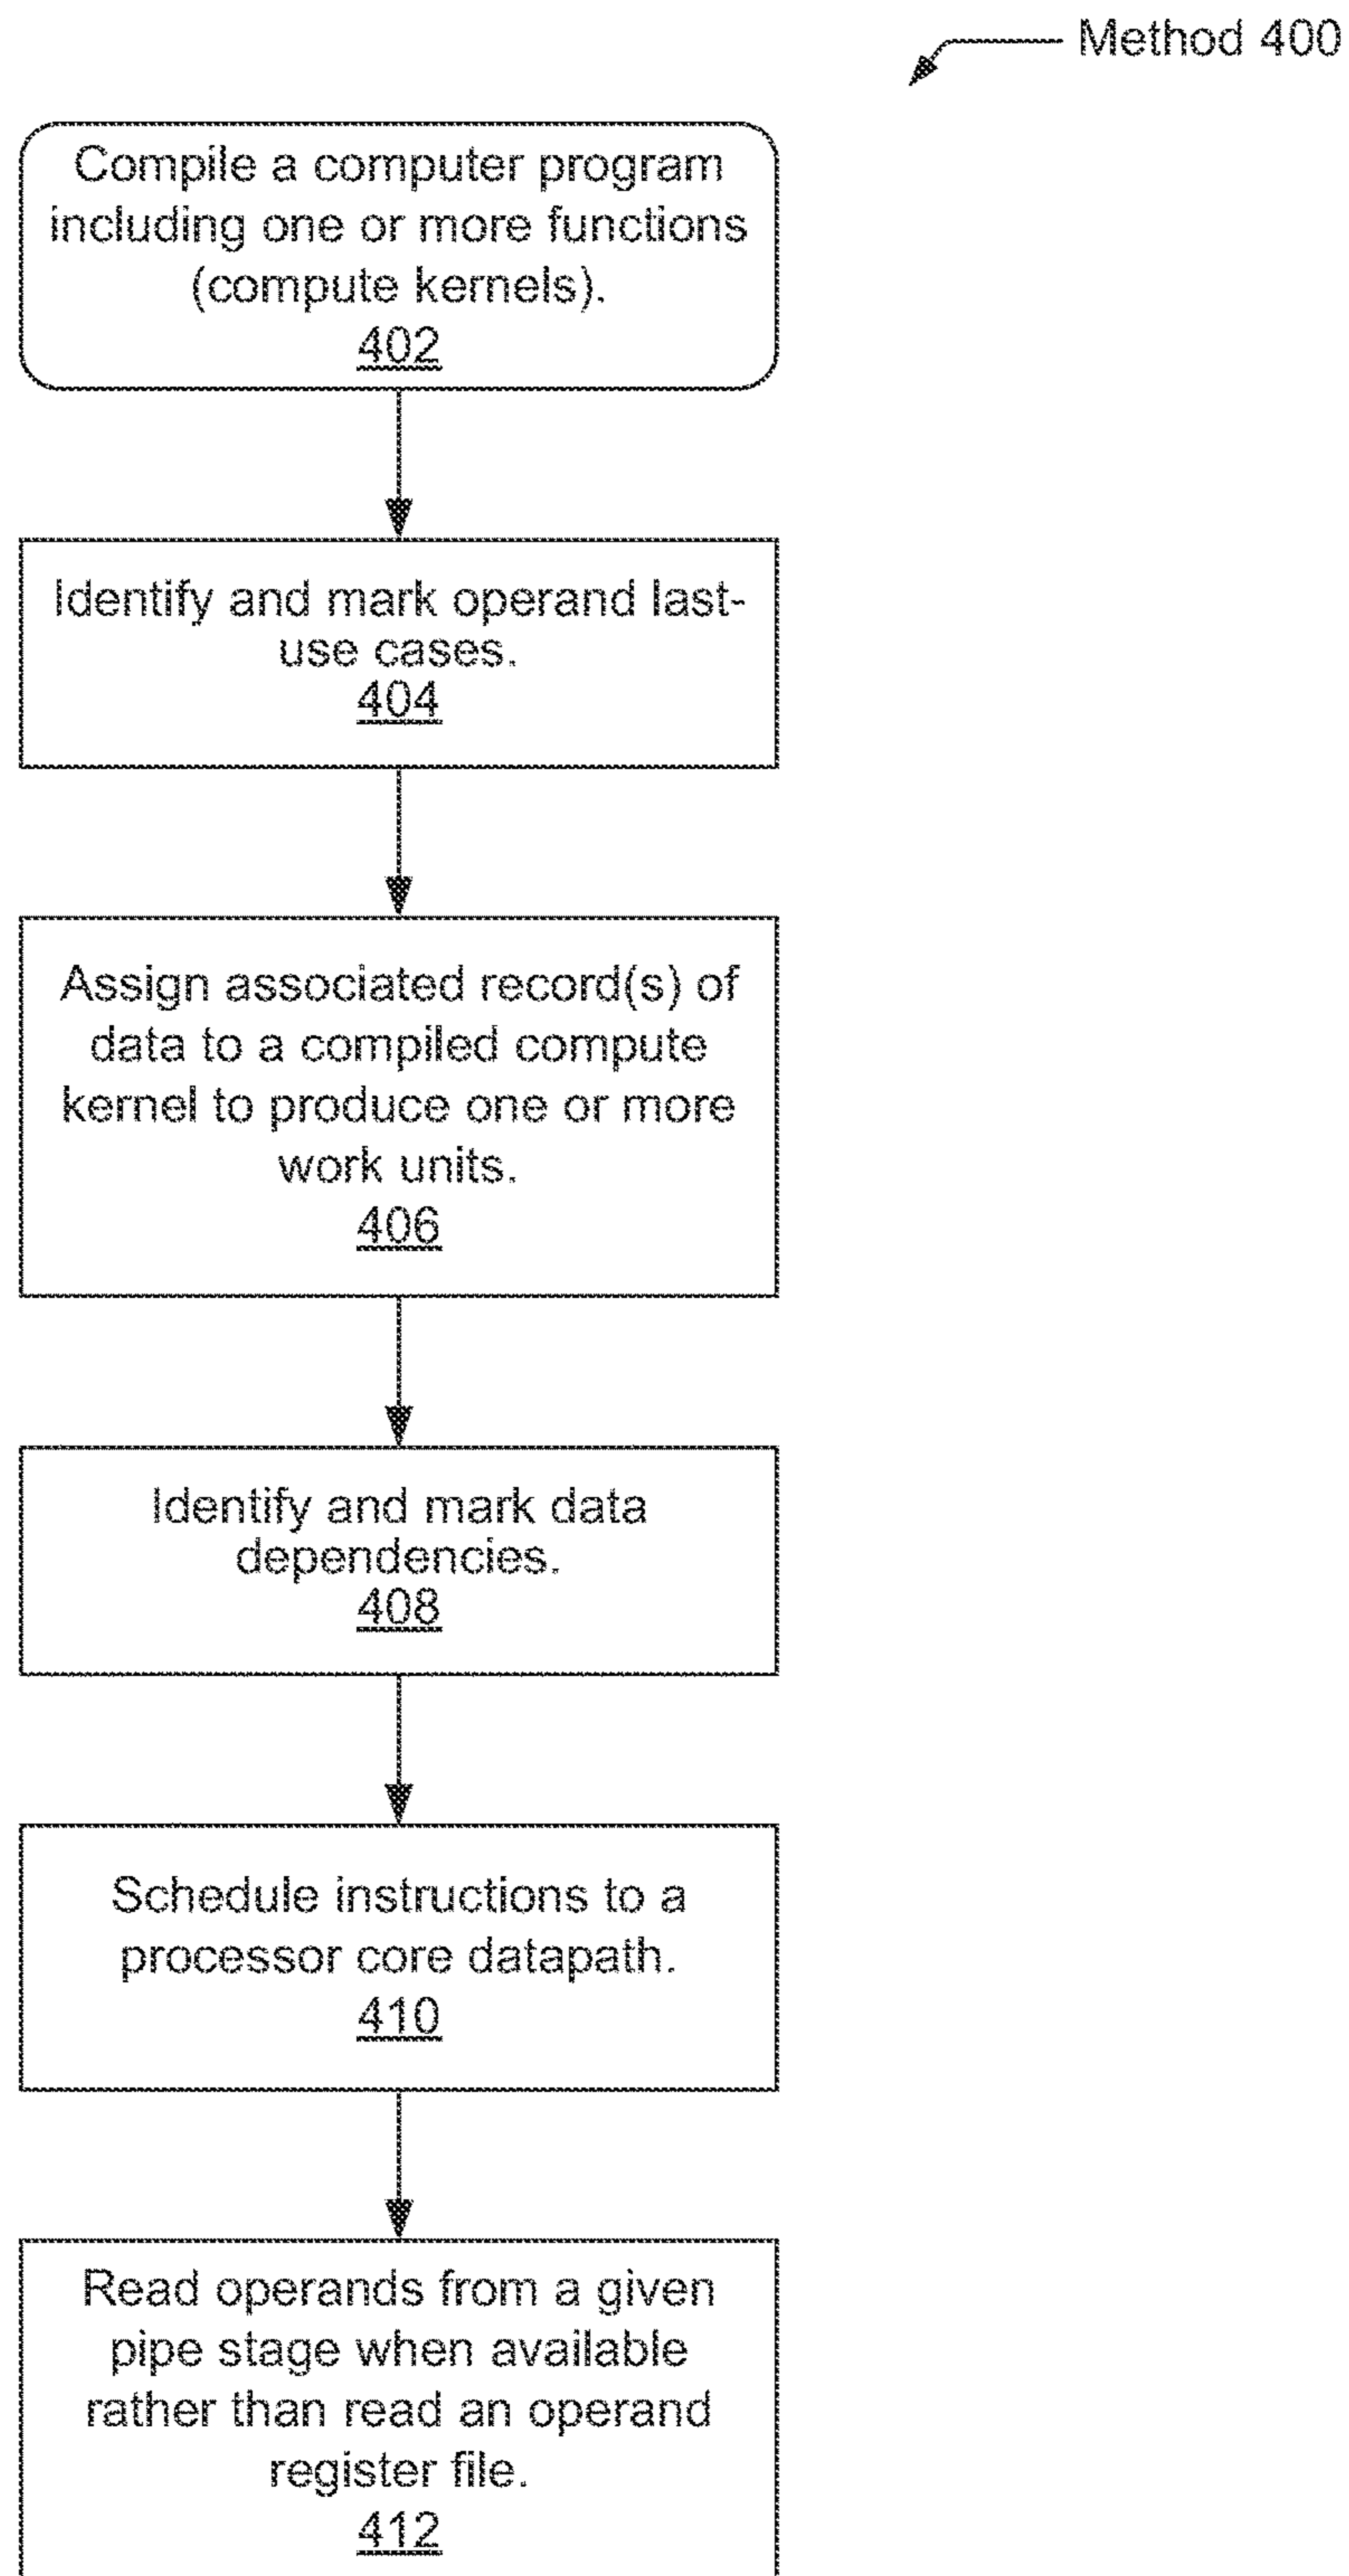 Method 400
Compile a computer program
including one or more functions
(compute kernels).
402
Identify and mark operand last-
use cases.
404
Assign associated record(s) of
data to a compiled compute
kernel to produce one or more
work units.
406
Identify and mark data
dependencies.
408
Schedule instructions to a
processor core datapath.
410
Read operands from a given
pipe stage when available
rather than read an operand
register file.
412